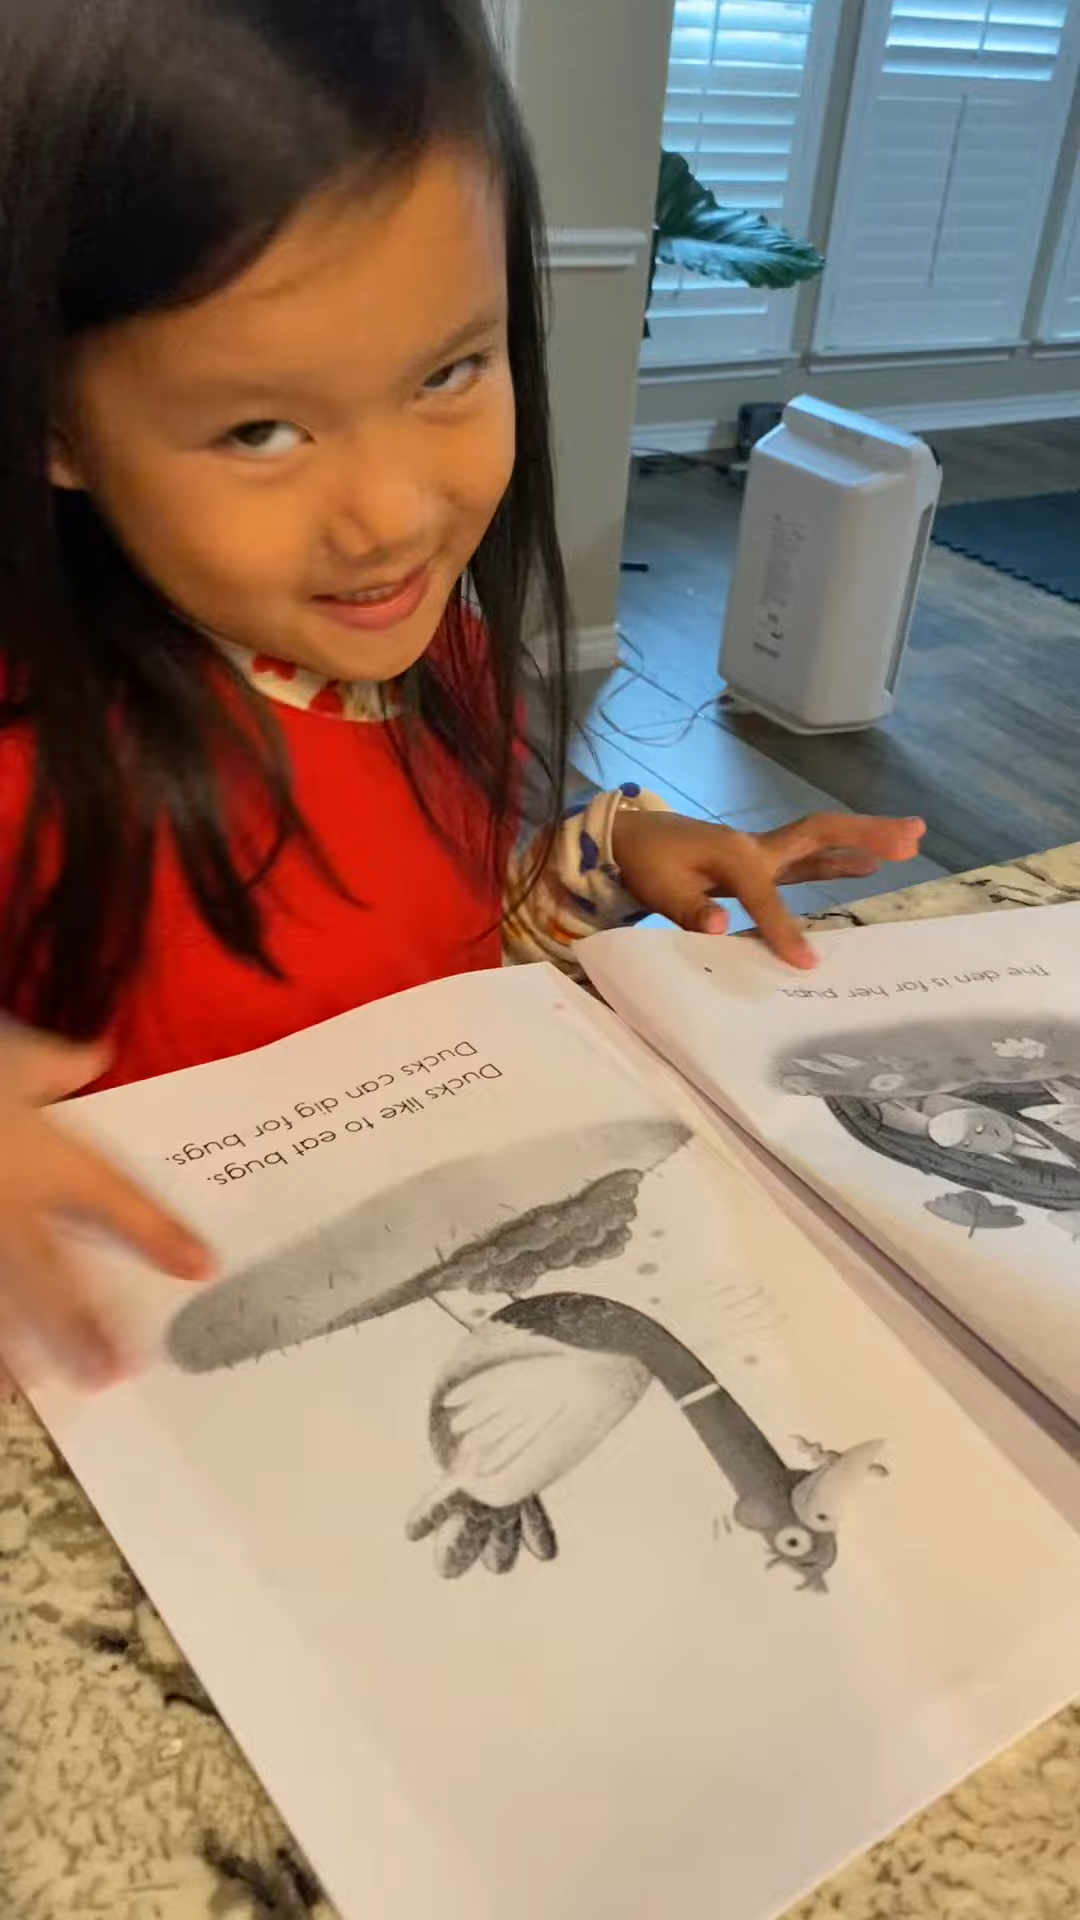 The den is for her pups.
Ducks like to eat bugs.
Ducks can dig for bugs.